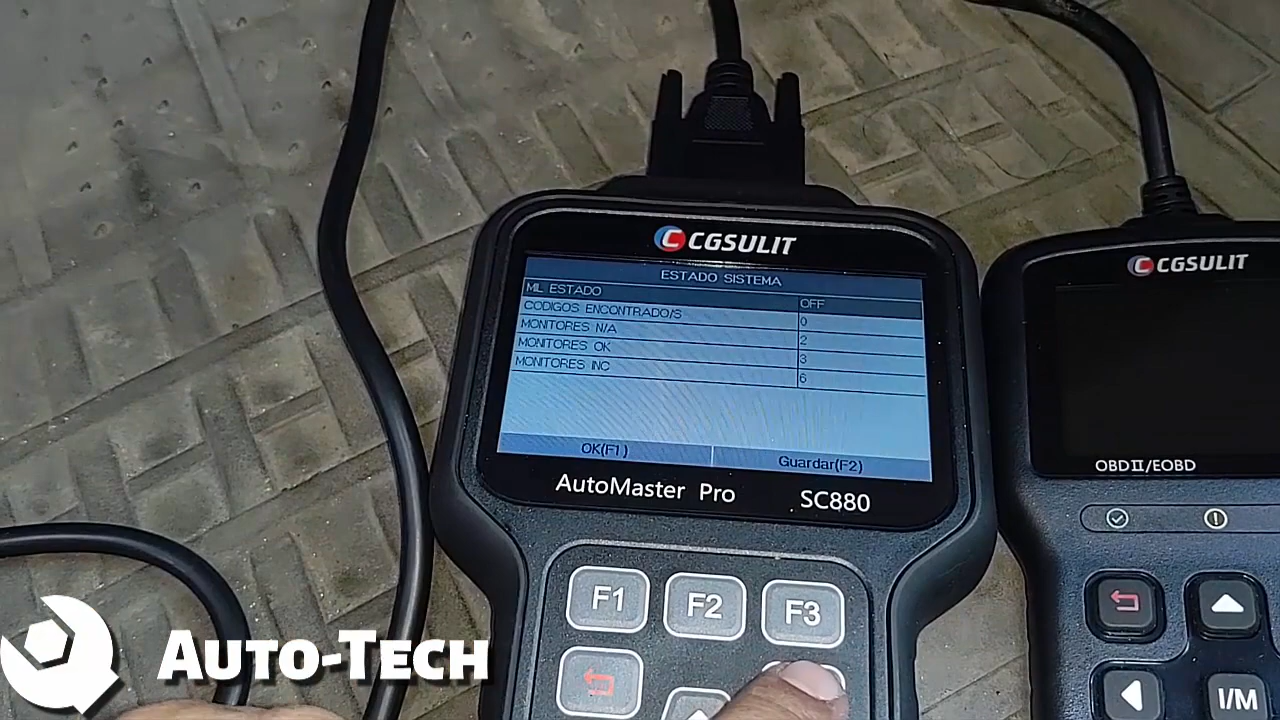 CGSULIT
ESTADO SISTEMA
MIL ESTADO OFF
CODIGOS ENCONTRADO/S 0
MONITORES N/A 2
MONITORES OK 3
MONITORES INC 6
OK(F1) Guardar(F2)
AutoMaster Pro SC880
F1 F2 F3
CGSULIT
OBDII/EOBD
I/M
AUTO-TECH